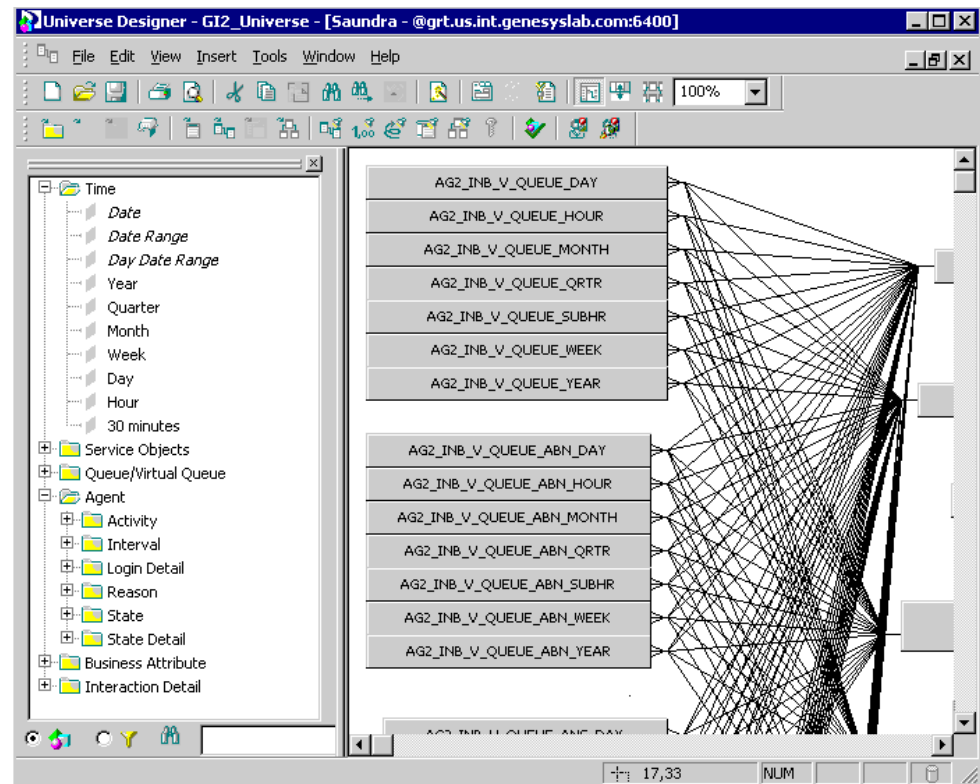 Universe Designer - GI2_Universe - [Saundra - @grt.us.int.genesyslab.com:6400]
File Edit View Insert Tools Window Help
100%
1,00
Time
Date
Date Range
Day Date Range
Year
Quarter
Month
Week
Day
Hour
30 minutes
Service Objects
Queue/Virtual Queue
Agent
Activity
Interval
Login Detail
Reason
State
State Detail
Business Attribute
Interaction Detail
AG2_INB_V_QUEUE_DAY
AG2_INB_V_QUEUE_HOUR
AG2_INB_V_QUEUE_MONTH
AG2_INB_V_QUEUE_QRTR
AG2_INB_V_QUEUE_SUBHR
AG2_INB_V_QUEUE_WEEK
AG2_INB_V_QUEUE_YEAR
AG2_INB_V_QUEUE_ABN_DAY
AG2_INB_V_QUEUE_ABN_HOUR
AG2_INB_V_QUEUE_ABN_MONTH
AG2_INB_V_QUEUE_ABN_QRTR
AG2_INB_V_QUEUE_ABN_SUBHR
AG2_INB_V_QUEUE_ABN_WEEK
AG2_INB_V_QUEUE_ABN_YEAR
17,33 NUM